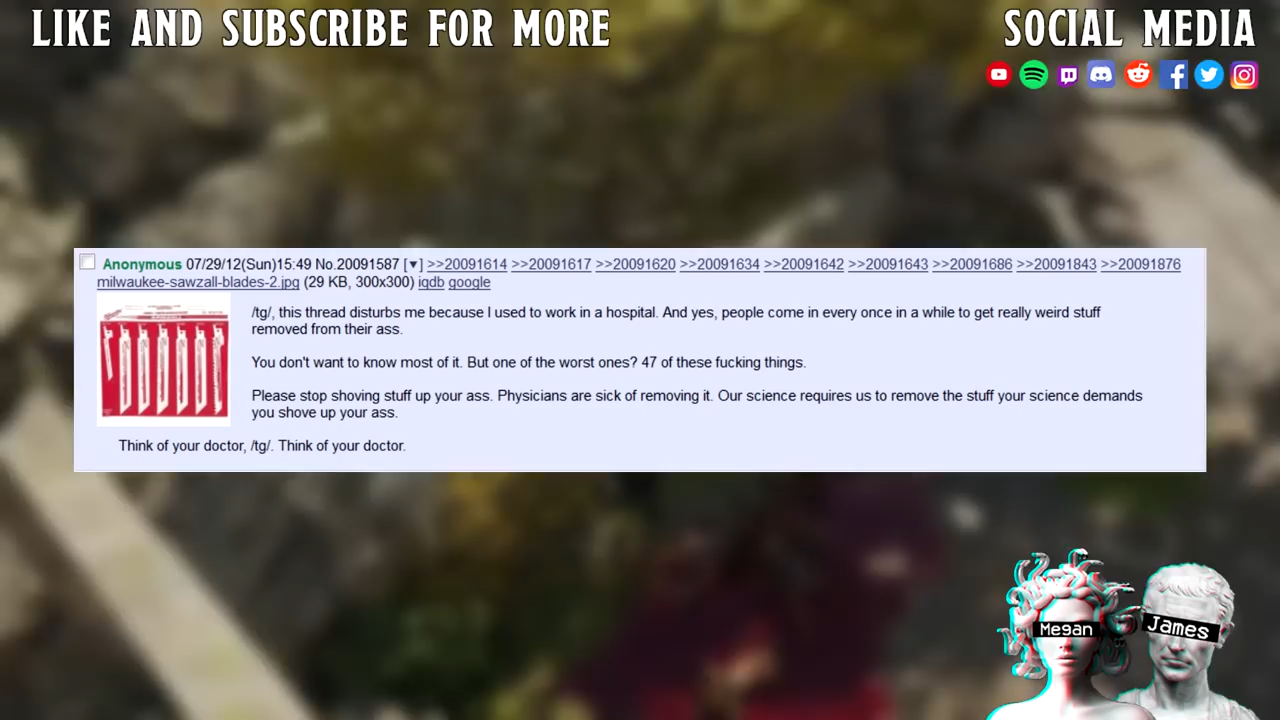 LIKE AND SUBSCRIBE FOR MORE
SOCIAL MEDIA
Anonymous 07/29/12(Sun)15:49 No.20091587 [▼] >>20091614 >>20091617 >>20091620 >>20091634 >>20091642 >>20091643 >>20091686 >>20091843 >>20091876
milwaukee-sawzall-blades-2.jpg (29 KB, 300x300) iqdb google
/tg/, this thread disturbs me because I used to work in a hospital. And yes, people come in every once in a while to get really weird stuff
removed from their ass.
You don't want to know most of it. But one of the worst ones? 47 of these fucking things.
Please stop shoving stuff up your ass. Physicians are sick of removing it. Our science requires us to remove the stuff your science demands
you shove up your ass.
Think of your doctor, /tg/. Think of your doctor.
Megan
James